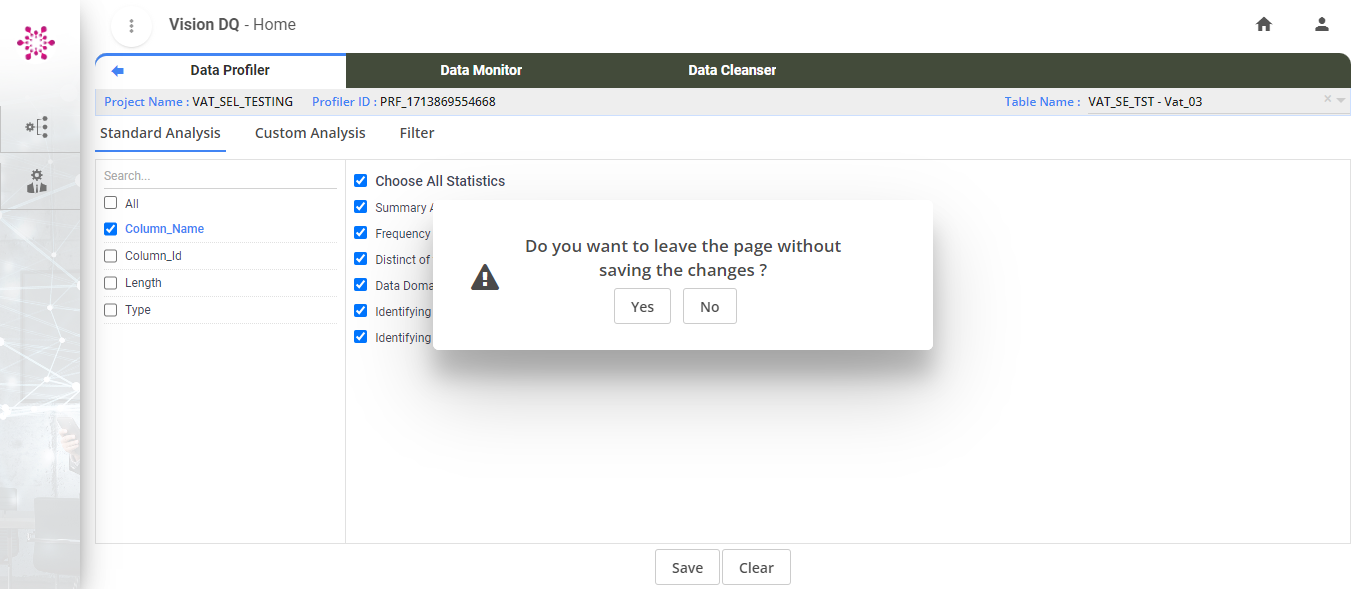 Vision DQ - Home
Data Profiler
Data Monitor
Data Cleanser
Project Name : VAT_SEL_TESTING
Profiler ID : PRF_1713869554668
Table Name : VAT_SE_TST - Vat_03
Standard Analysis
Custom Analysis
Filter
Search...
All
Column_Name
Column_Id
Length
Type
Choose All Statistics
Summary A
Frequency
Distinct of
Data Doma
Identifying
Identifying
Do you want to leave the page without
saving the changes ?
Yes
No
Save
Clear